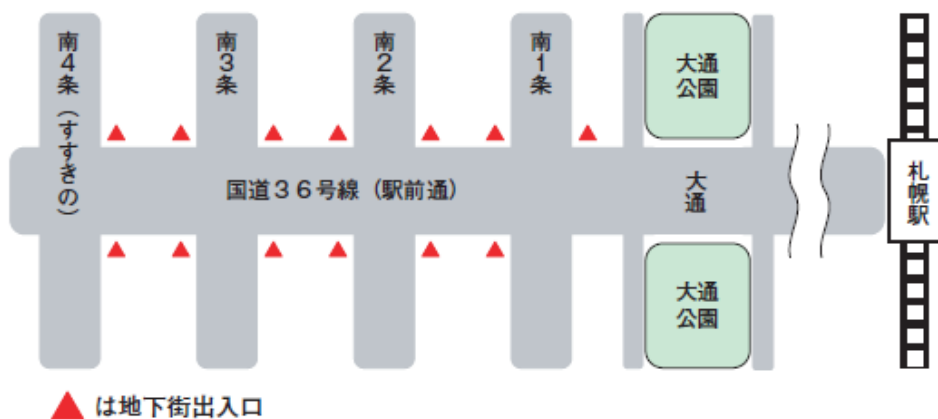 南4条(すすきの)
南3条
南2条
南1条
大通
公園
国道36号線(駅前通)
大通
札幌駅
大通
公園
▲は地下街出入口